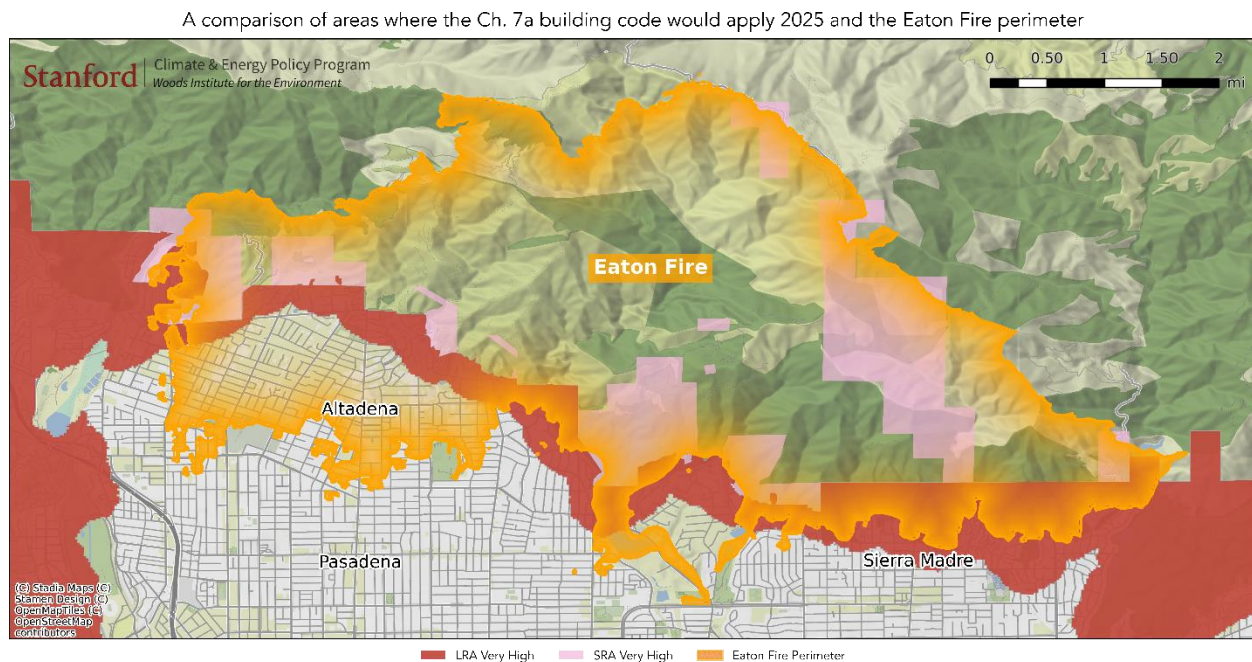 A comparison of areas where the Ch. 7a building code would apply 2025 and the Eaton Fire perimeter
Stanford
Climate & Energy Policy Program
Woods Institute for the Environment
0 0.50 1 1.50 2
mi
Eaton Fire
Altadena
Pasadena
Sierra Madre
(C) Stadia Maps (C)
Stamen Design (C)
OpenMapTiles (C)
OpenStreetMap
contributors
LRA Very High SRA Very High Eaton Fire Perimeter